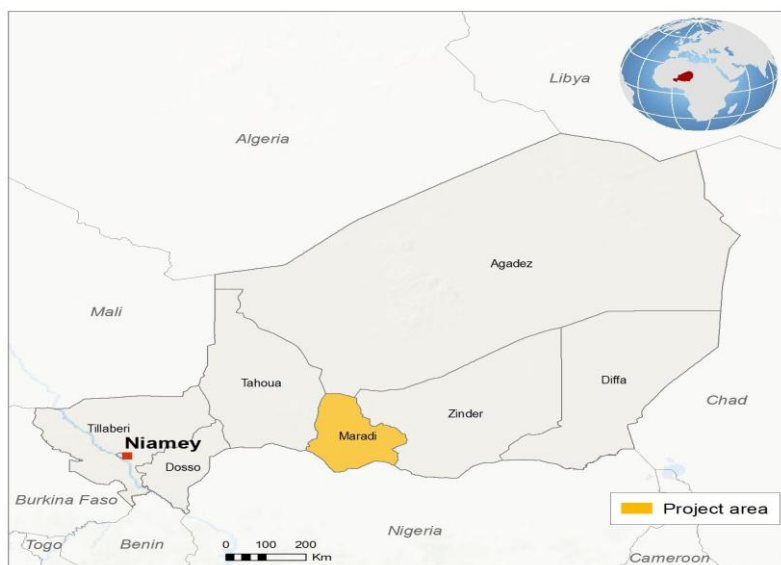 Libya
Algeria
Agadez
Mali
Tahoua
Diffa
Zinder
Chad
Maradi
Tillaberi
Niamey
Dosso
Burkina Faso
Project area
Nigeria
Togo
Benin
0 100 200
Km
Cameroon